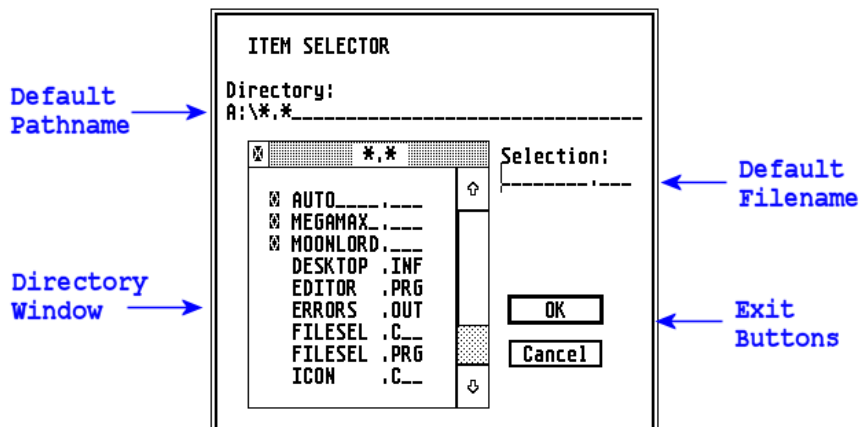 ITEM SELECTOR
Directory:
A:\*.*_______________________________
Default
Pathname
*.*
Selection:
________.___
Default
Filename
AUTO____.___
MEGAMAX_.___
MOONLORD.___
DESKTOP .INF
EDITOR  .PRG
ERRORS  .OUT
FILESEL .C__
FILESEL .PRG
ICON    .C__
Directory
Window
OK
Cancel
Exit
Buttons